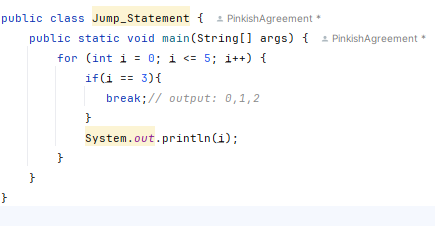 public class Jump_Statement { PinkishAgreement *
public static void main(String[] args) { PinkishAgreement *
for (int i = 0; i <= 5; i++) {
if(i == 3){
break;// output: 0,1,2
}
System.out.println(i);
}
}
}